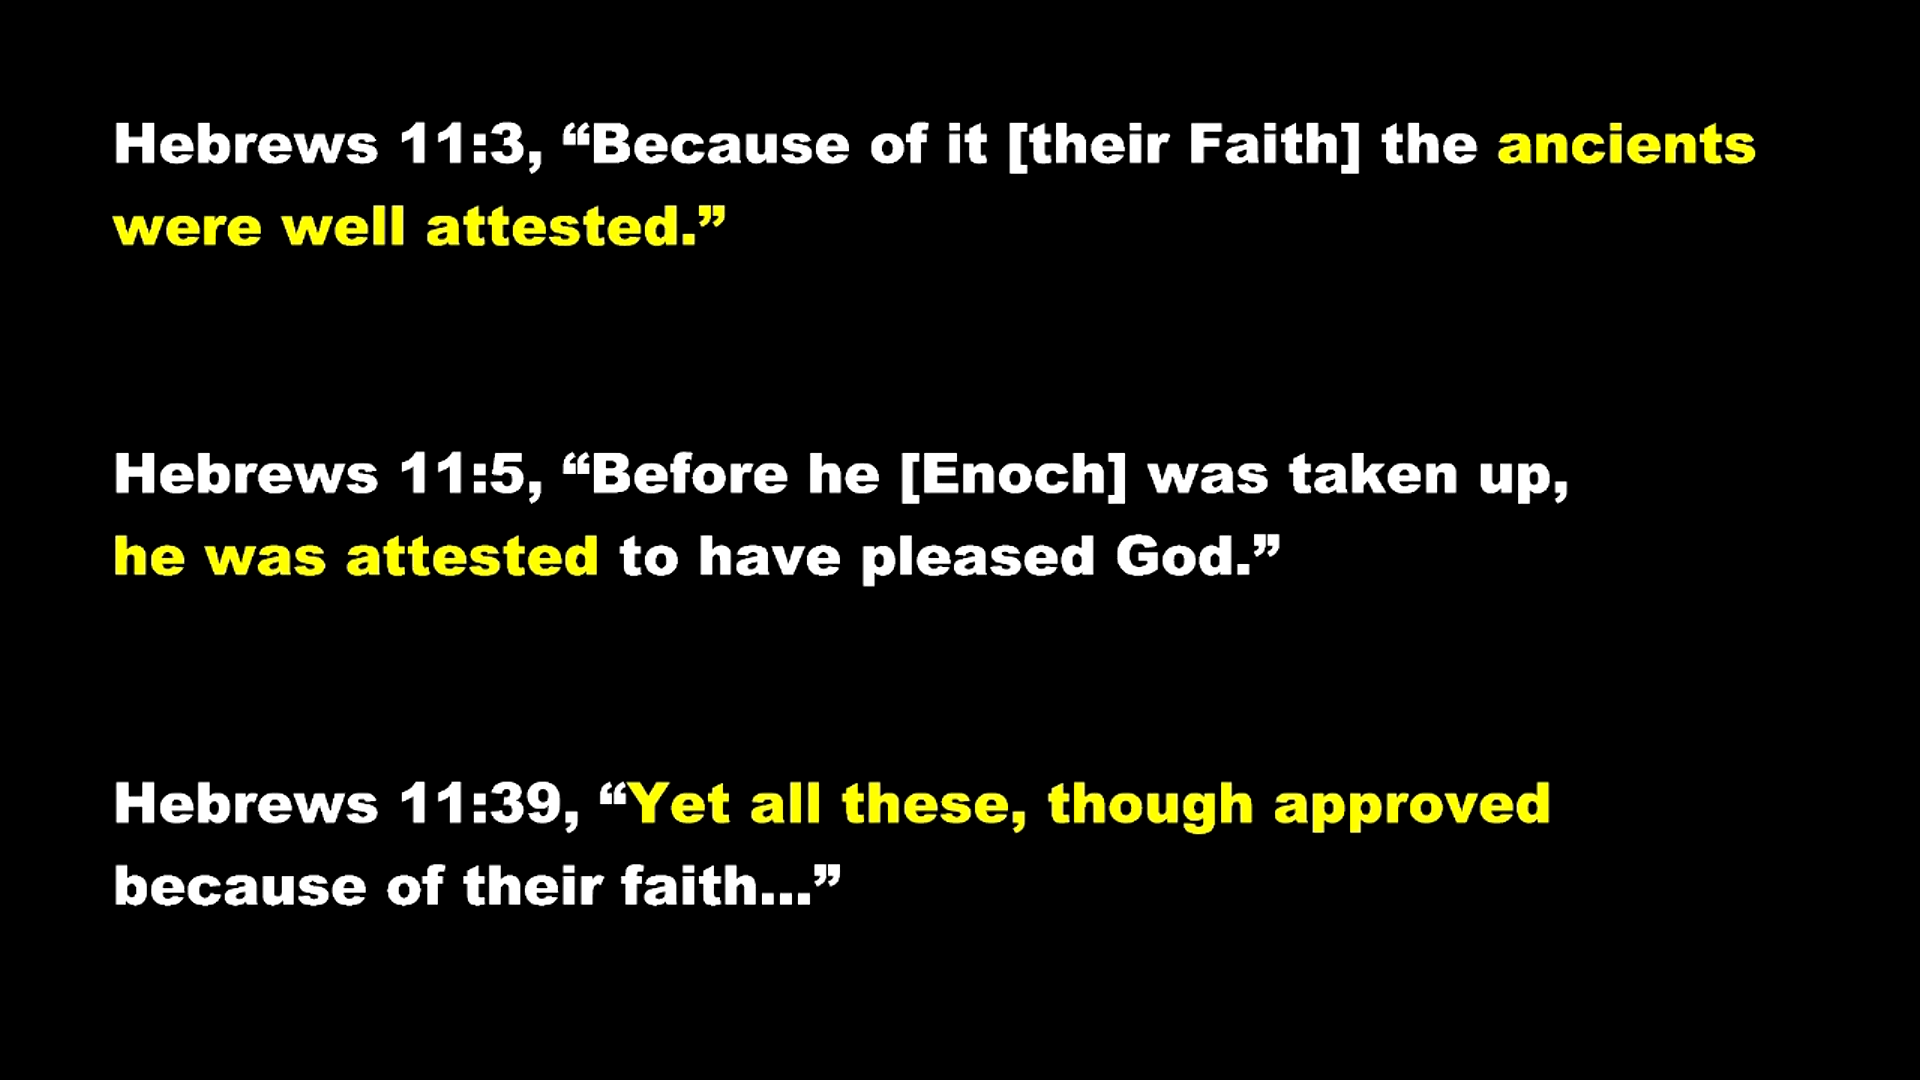 Hebrews 11:3, “Because of it [their Faith] the ancients
were well attested.”
Hebrews 11:5, “Before he [Enoch] was taken up,
he was attested to have pleased God.”
Hebrews 11:39, “Yet all these, though approved
because of their faith…”